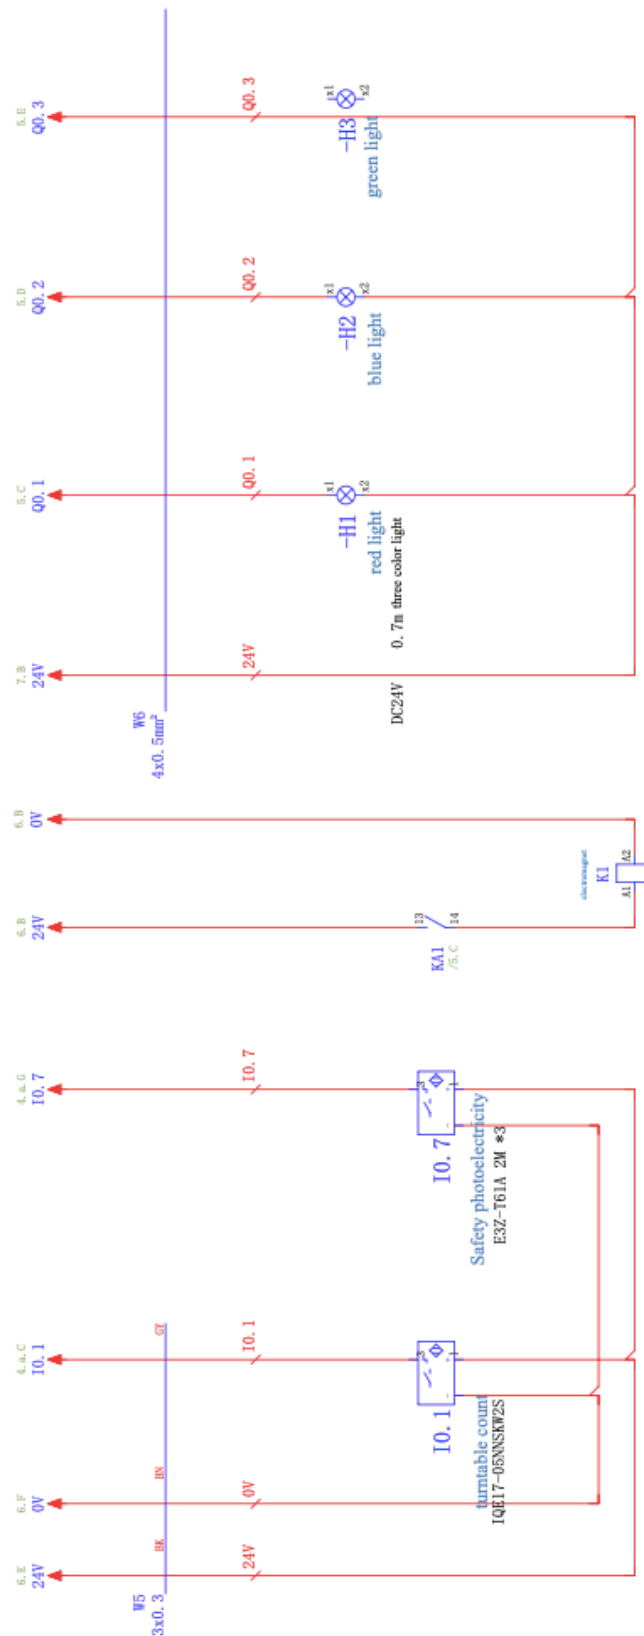 6.E 6.F 4.a.C 4.a.G 6.B 6.B 7.B 5.C 5.D 5.E
24V 0V I0.1 I0.7 24V 0V 24V Q0.1 Q0.2 Q0.3
W5
3x0.3
BK BN GY
W6
4x0.5mm²
24V 0V I0.1 I0.7 24V Q0.1 Q0.2 Q0.3
3
1
- +
I0.1
turntable count
IQE17-05NNSKW2S
3
1
- +
I0.7
Safety photoelectricity
E3Z-T61A 2M *3
13
14
KA1
/5.C
electromagnet
K1
A1 A2
x1
x2
-H1
red light
DC24V 0.7m three color light
x1
x2
-H2
blue light
x1
x2
-H3
green light